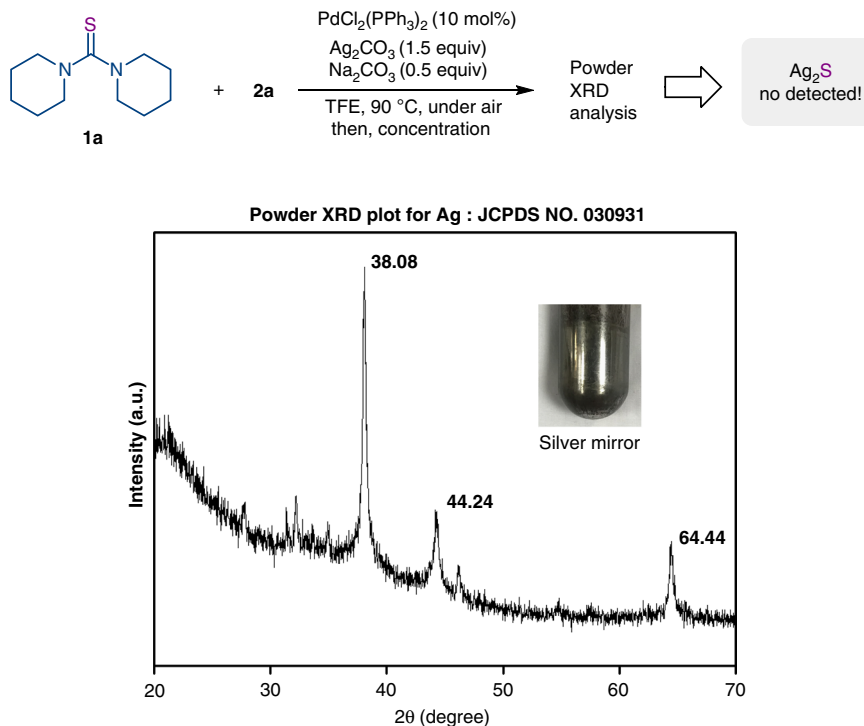 S
N
N
1a
+
2a
PdCl2(PPh3)2 (10 mol%)
Ag2CO3 (1.5 equiv)
Na2CO3 (0.5 equiv)
TFE, 90 °C, under air
then, concentration
Powder
XRD
analysis
Ag2S
no detected!
Powder XRD plot for Ag : JCPDS NO. 030931
38.08
44.24
64.44
Silver mirror
Intensity (a.u.)
20
30
40
50
60
70
2θ (degree)